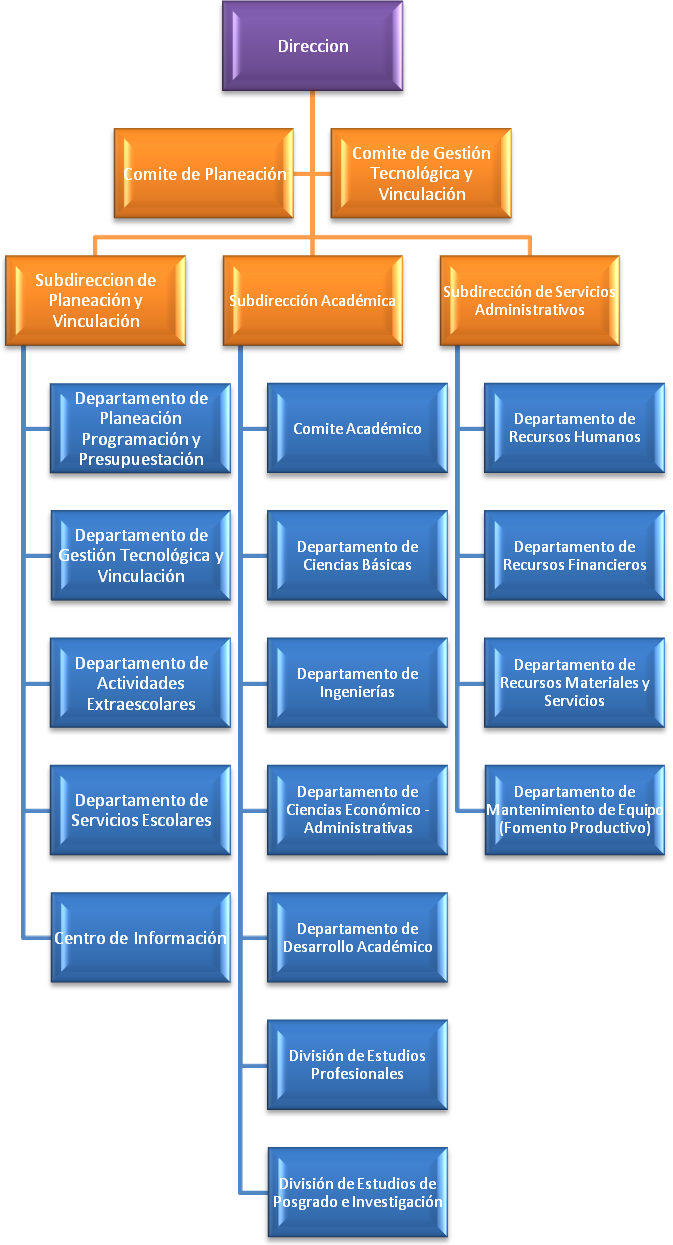 Direccion
Comite de Planeación
Comite de Gestión
Tecnológica y
Vinculación
Subdireccion de
Planeación y
Vinculación
Subdirección Académica
Subdirección de Servicios
Administrativos
Departamento de
Planeación
Programación y
Presupuestación
Departamento de
Gestión Tecnológica y
Vinculación
Departamento de
Actividades
Extraescolares
Departamento de
Servicios Escolares
Centro de Información
Comite Académico
Departamento de
Ciencias Básicas
Departamento de
Ingenierías
Departamento de
Ciencias Económico -
Administrativas
Departamento de
Desarrollo Académico
División de Estudios
Profesionales
División de Estudios de
Posgrado e Investigación
Departamento de
Recursos Humanos
Departamento de
Recursos Financieros
Departamento de
Recursos Materiales y
Servicios
Departamento de
Mantenimiento de Equipo
(Fomento Productivo)